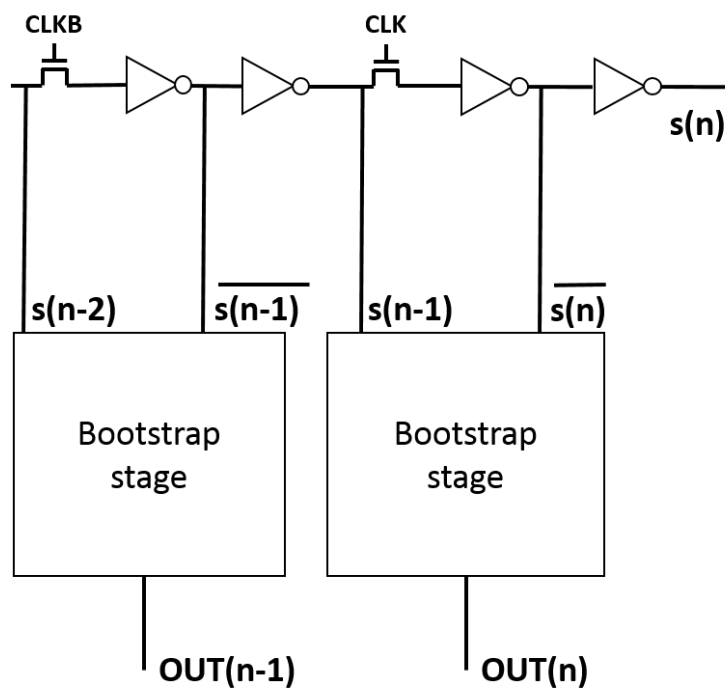 CLKB
CLK
s(n)
s(n-2)
s(n-1)
s(n-1)
s(n)
Bootstrap
stage
Bootstrap
stage
OUT(n-1)
OUT(n)